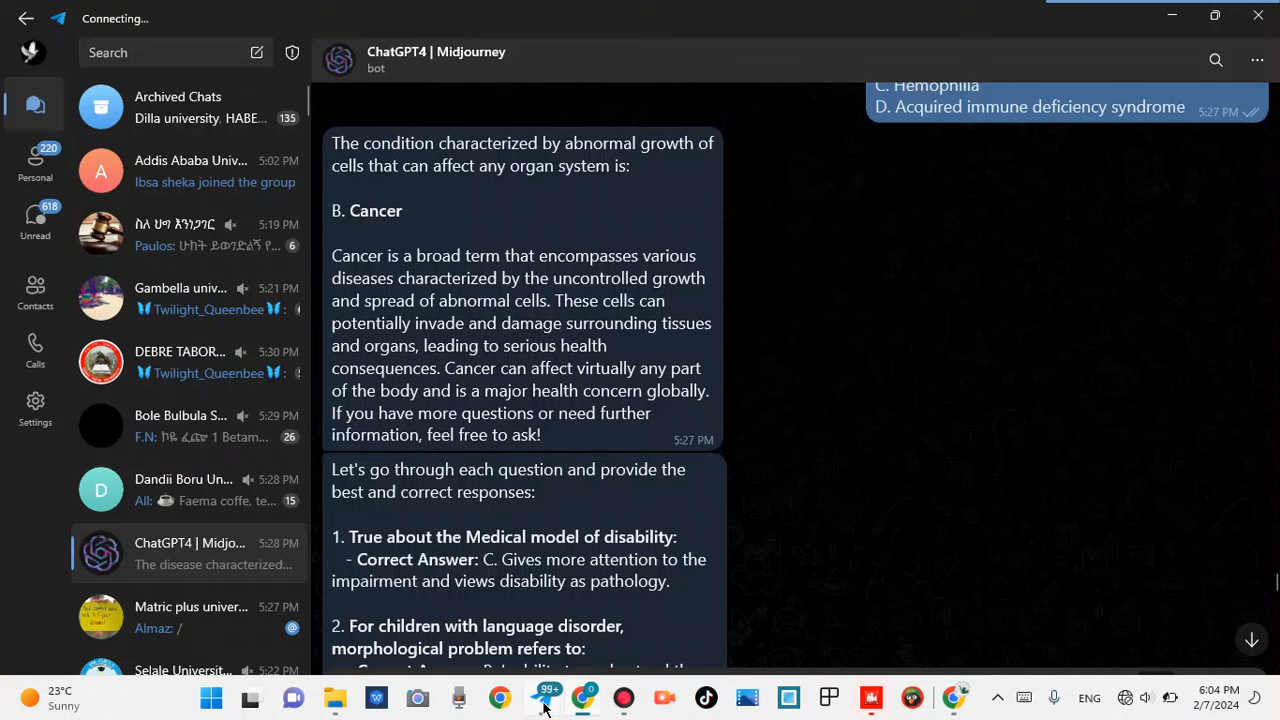 Connecting...
Search
Archived Chats
Dilla university. HABE...
135
Addis Ababa Univ...
5:02 PM
Ibsa sheka joined the group
220
Personal
618
Unread
Contacts
Calls
Settings
ስለ ህግ እንነጋገር
5:19 PM
6
Gambella univ...
5:21 PM
Twilight_Queenbee
:
DEBRE TABOR...
5:30 PM
Twilight_Queenbee
:
Bole Bulbula S...
5:29 PM
26
Dandii Boru Un...
5:28 PM
All: Faema coffe, te...
15
ChatGPT4 | Midjo...
5:28 PM
The disease characterized...
Matric plus univer...
5:27 PM
Almaz: /
@
Selale Universit...
5:22 PM
ChatGPT4 | Midjourney
bot
C. Hemophilia
D. Acquired immune deficiency syndrome
5:27 PM
The condition characterized by abnormal growth of
cells that can affect any organ system is:
B. Cancer
Cancer is a broad term that encompasses various
diseases characterized by the uncontrolled growth
and spread of abnormal cells. These cells can
potentially invade and damage surrounding tissues
and organs, leading to serious health
consequences. Cancer can affect virtually any part
of the body and is a major health concern globally.
If you have more questions or need further
information, feel free to ask!
5:27 PM
Let's go through each question and provide the
best and correct responses:
1. True about the Medical model of disability:
- Correct Answer: C. Gives more attention to the
impairment and views disability as pathology.
2. For children with language disorder,
morphological problem refers to:
23°C
Sunny
99+
0
ENG
6:04 PM
2/7/2024